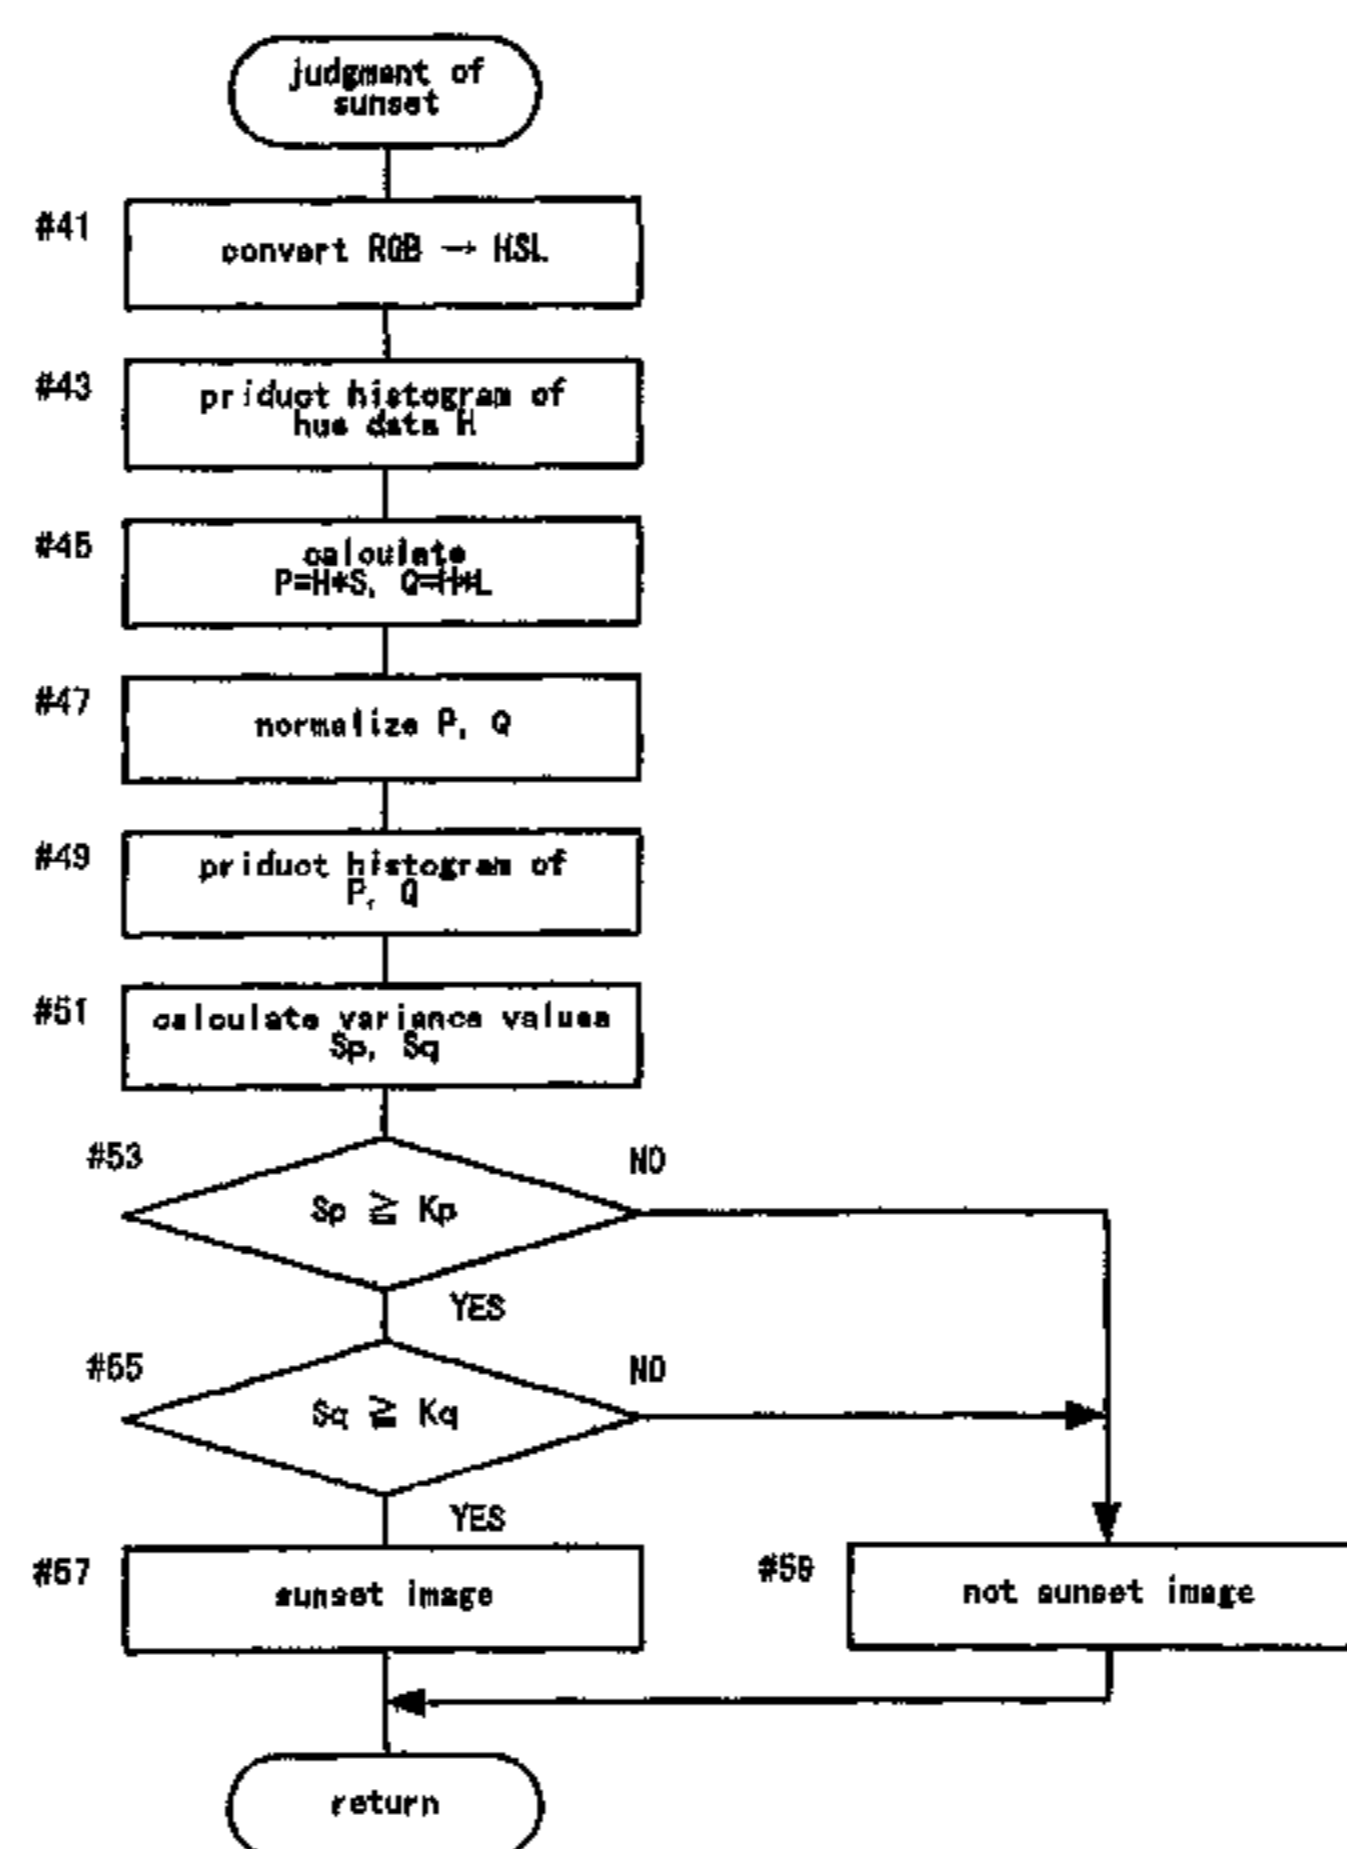 judgment of
sunset
#41
convert RGB → HSL
#43
priduct histogram of
hue data H
#45
calculate
P=H*S, Q=H*L
#47
normalize P, Q
#49
priduct histogram of
P, Q
#51
calculate variance values
Sp, Sq
#53
Sp ≧ Kp
NO
YES
#55
Sq ≧ Kq
NO
YES
#57
sunset image
#59
not sunset image
return